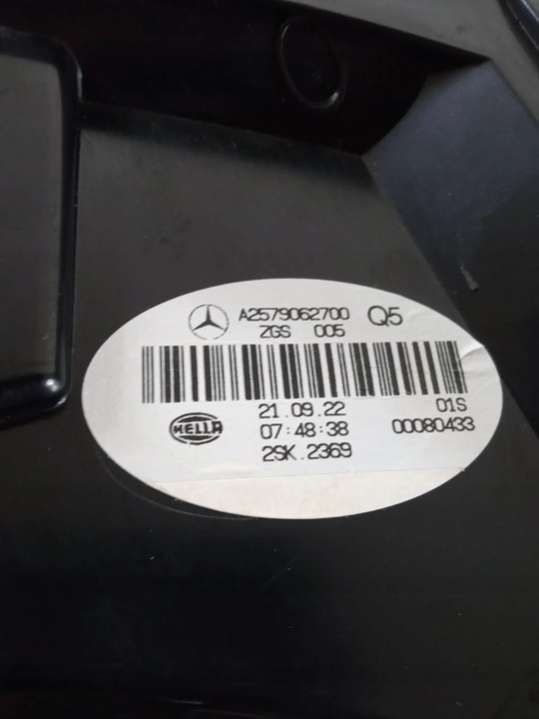 A2579062700 Q5
ZGS 005
21.09.22 01S
HELLA 07:48:38 00080433
2SK.2369